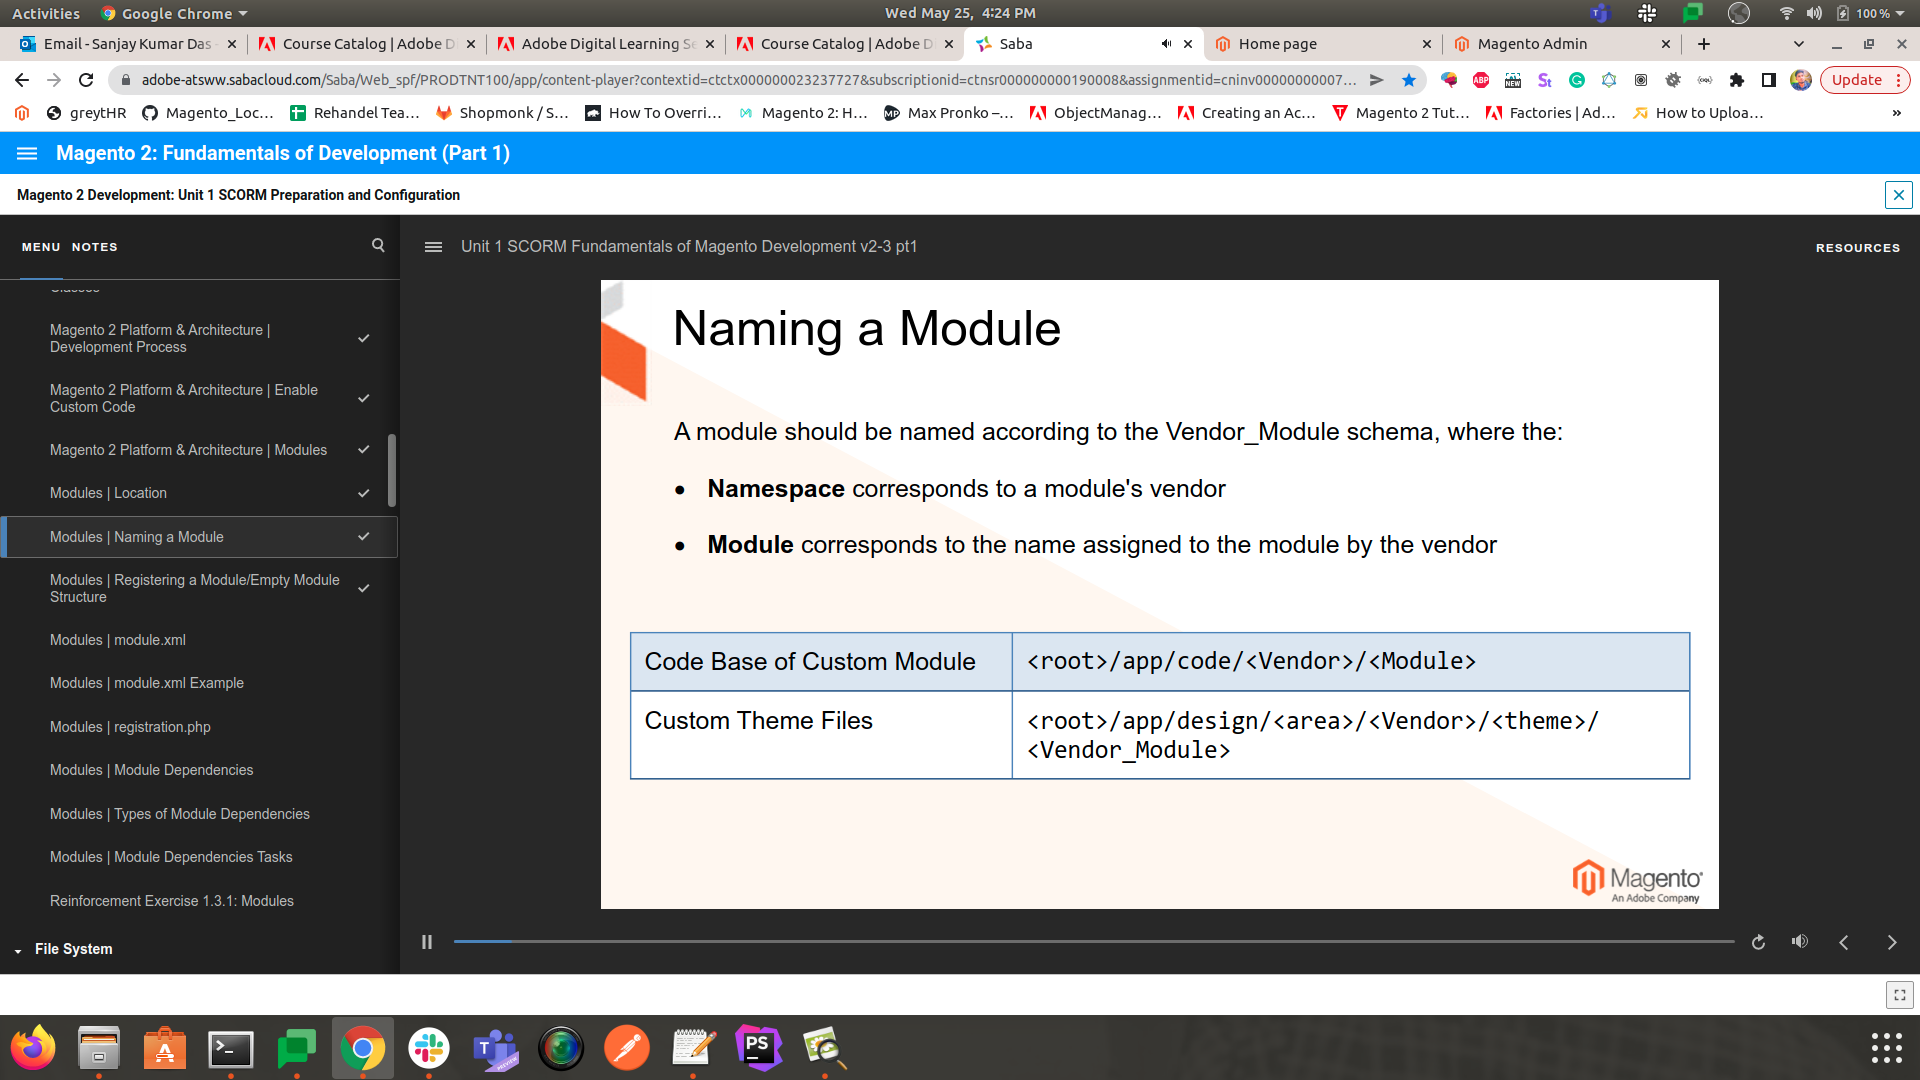 Activities
Google Chrome
Wed May 25, 4:24 PM
100 %
Email - Sanjay Kumar Das -
Course Catalog | Adobe D
Adobe Digital Learning Se
Course Catalog | Adobe D
Saba
Home page
Magento Admin
adobe-atsww.sabacloud.com/Saba/Web_spf/PRODTNT100/app/content-player?contextid=ctctx000000023237727&subscriptionid=ctnsr000000000190008&assignmentid=cninv00000000007...
Update
greytHR
Magento_Loc...
Rehandel Tea...
Shopmonk / S...
How To Overri...
Magento 2: H...
Max Pronko –...
ObjectManag...
Creating an Ac...
Magento 2 Tut...
Factories | Ad...
How to Uploa...
»
Magento 2: Fundamentals of Development (Part 1)
Magento 2 Development: Unit 1 SCORM Preparation and Configuration
MENU NOTES
Unit 1 SCORM Fundamentals of Magento Development v2-3 pt1
RESOURCES
Magento 2 Platform & Architecture |
Development Process
Magento 2 Platform & Architecture | Enable
Custom Code
Magento 2 Platform & Architecture | Modules
Modules | Location
Modules | Naming a Module
Modules | Registering a Module/Empty Module
Structure
Modules | module.xml
Modules | module.xml Example
Modules | registration.php
Modules | Module Dependencies
Modules | Types of Module Dependencies
Modules | Module Dependencies Tasks
Reinforcement Exercise 1.3.1: Modules
File System
Naming a Module
A module should be named according to the Vendor_Module schema, where the:
• Namespace corresponds to a module's vendor
• Module corresponds to the name assigned to the module by the vendor
Code Base of Custom Module
<root>/app/code/<Vendor>/<Module>
Custom Theme Files
<root>/app/design/<area>/<Vendor>/<theme>/
<Vendor_Module>
Magento
An Adobe Company